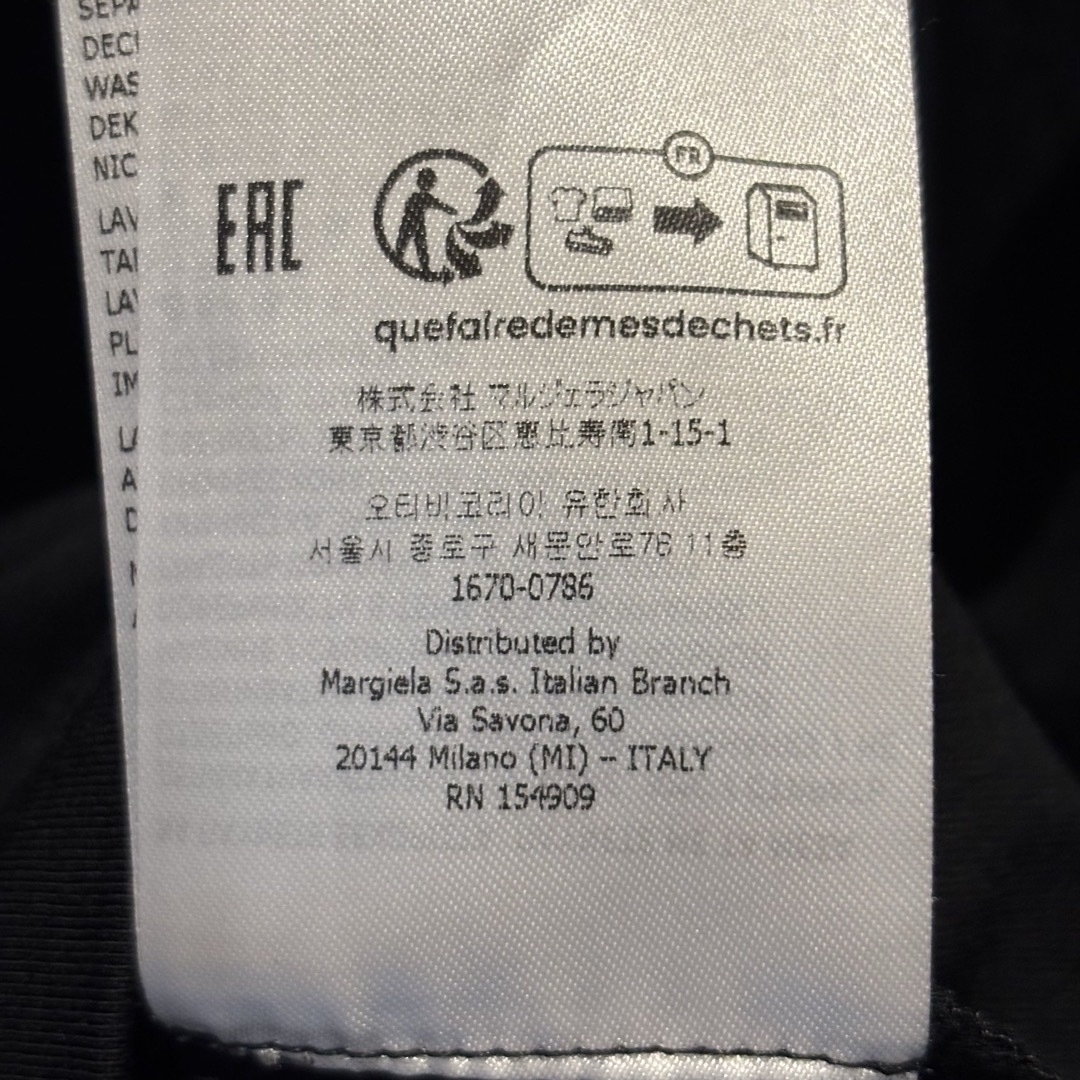 SEPA
DECI
WAS
DEK
NIC
LAV
TAI
LAV
PL
IM
EAC
FR
quefairedemesdechets.fr
株式会社 マルジェラジャパン
東京都渋谷区恵比寿南1-15-1
오티비코리아 유한회사
서울시 종로구 새문안로76 11층
1670-0786
Distributed by
Margiela S.a.s. Italian Branch
Via Savona, 60
20144 Milano (MI) – ITALY
RN 154909